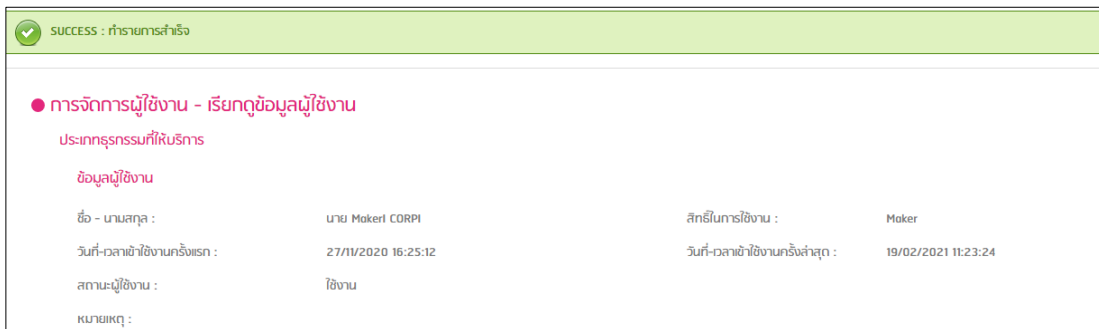 SUCCESS : ทำรายการสำเร็จ
การจัดการผู้ใช้งาน - เรียกดูข้อมูลผู้ใช้งาน
ประเภทธุรกรรมที่ให้บริการ
ข้อมูลผู้ใช้งาน
ชื่อ - นามสกุล : นาย Maker1 CORP1 สิทธิ์ในการใช้งาน : Maker
วันที่-เวลาเข้าใช้งานครั้งแรก : 27/11/2020 16:25:12 วันที่-เวลาเข้าใช้งานครั้งล่าสุด : 19/02/2021 11:23:24
สถานะผู้ใช้งาน : ใช้งาน
หมายเหตุ :